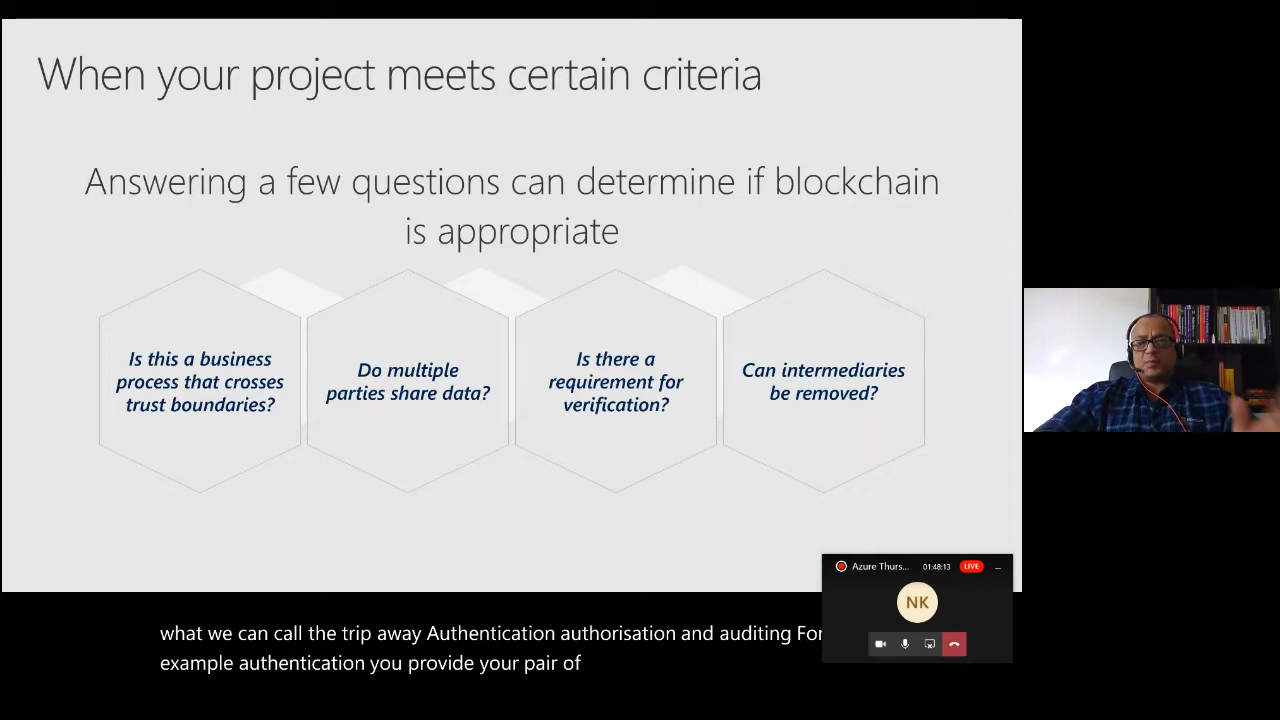 When your project meets certain criteria
Answering a few questions can determine if blockchain
is appropriate
Is this a business
process that crosses
trust boundaries?
Do multiple
parties share data?
Is there a
requirement for
verification?
Can intermediaries
be removed?
Azure Thurs... 01:48:13 LIVE
NK
what we can call the trip away Authentication authorisation and auditing For
example authentication you provide your pair of